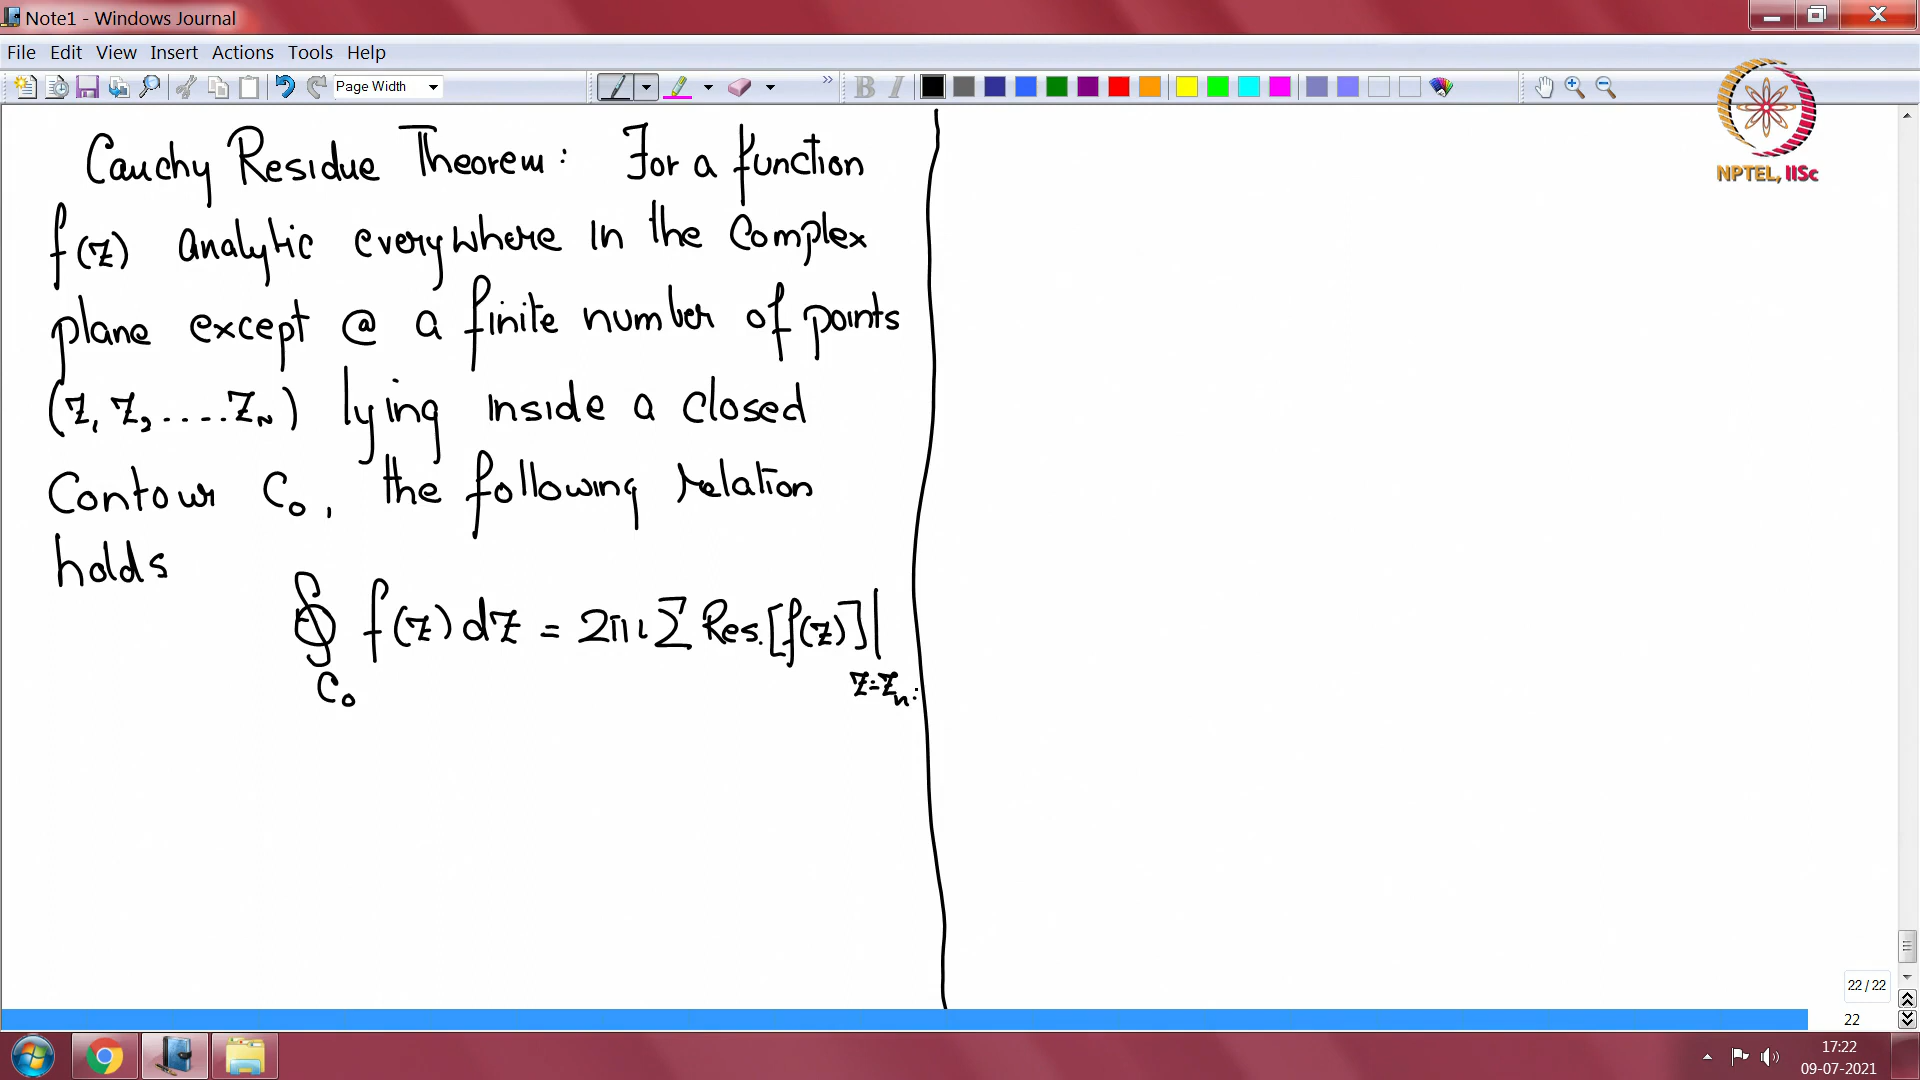 Note1 - Windows Journal
File Edit View Insert Actions Tools Help
Page Width
NPTEL, IISc
Cauchy Residue Theorem: For a function
f(z) analytic everywhere in the Complex
plane except @ a finite number of points
(z₁ z₂ ....z_N) lying inside a closed
Contour C₀, the following relation
holds
∮ f(z) dz = 2πi Σ Res.[f(z)]|
C₀ z=z_n.
22 / 22
22
17:22
09-07-2021